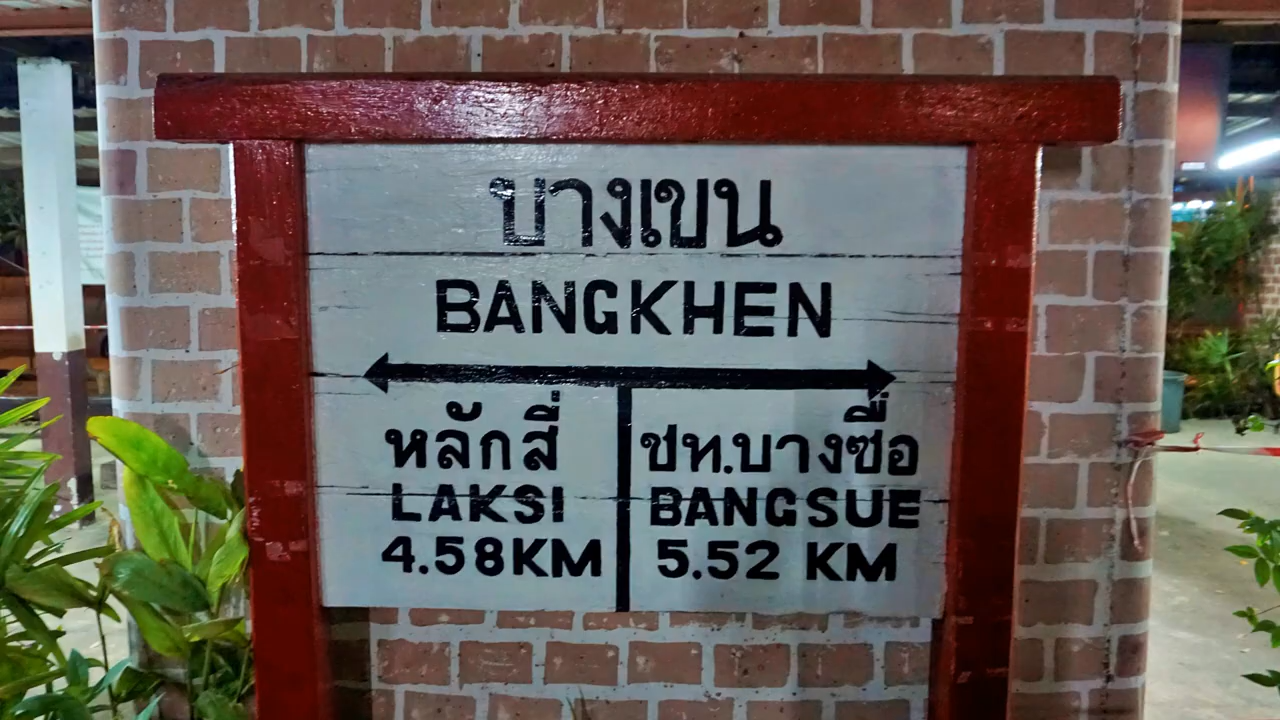 บางเขน
BANGKHEN
หลักสี่
LAKSI
4.58KM
ชท.บางซื่อ
BANGSUE
5.52 KM